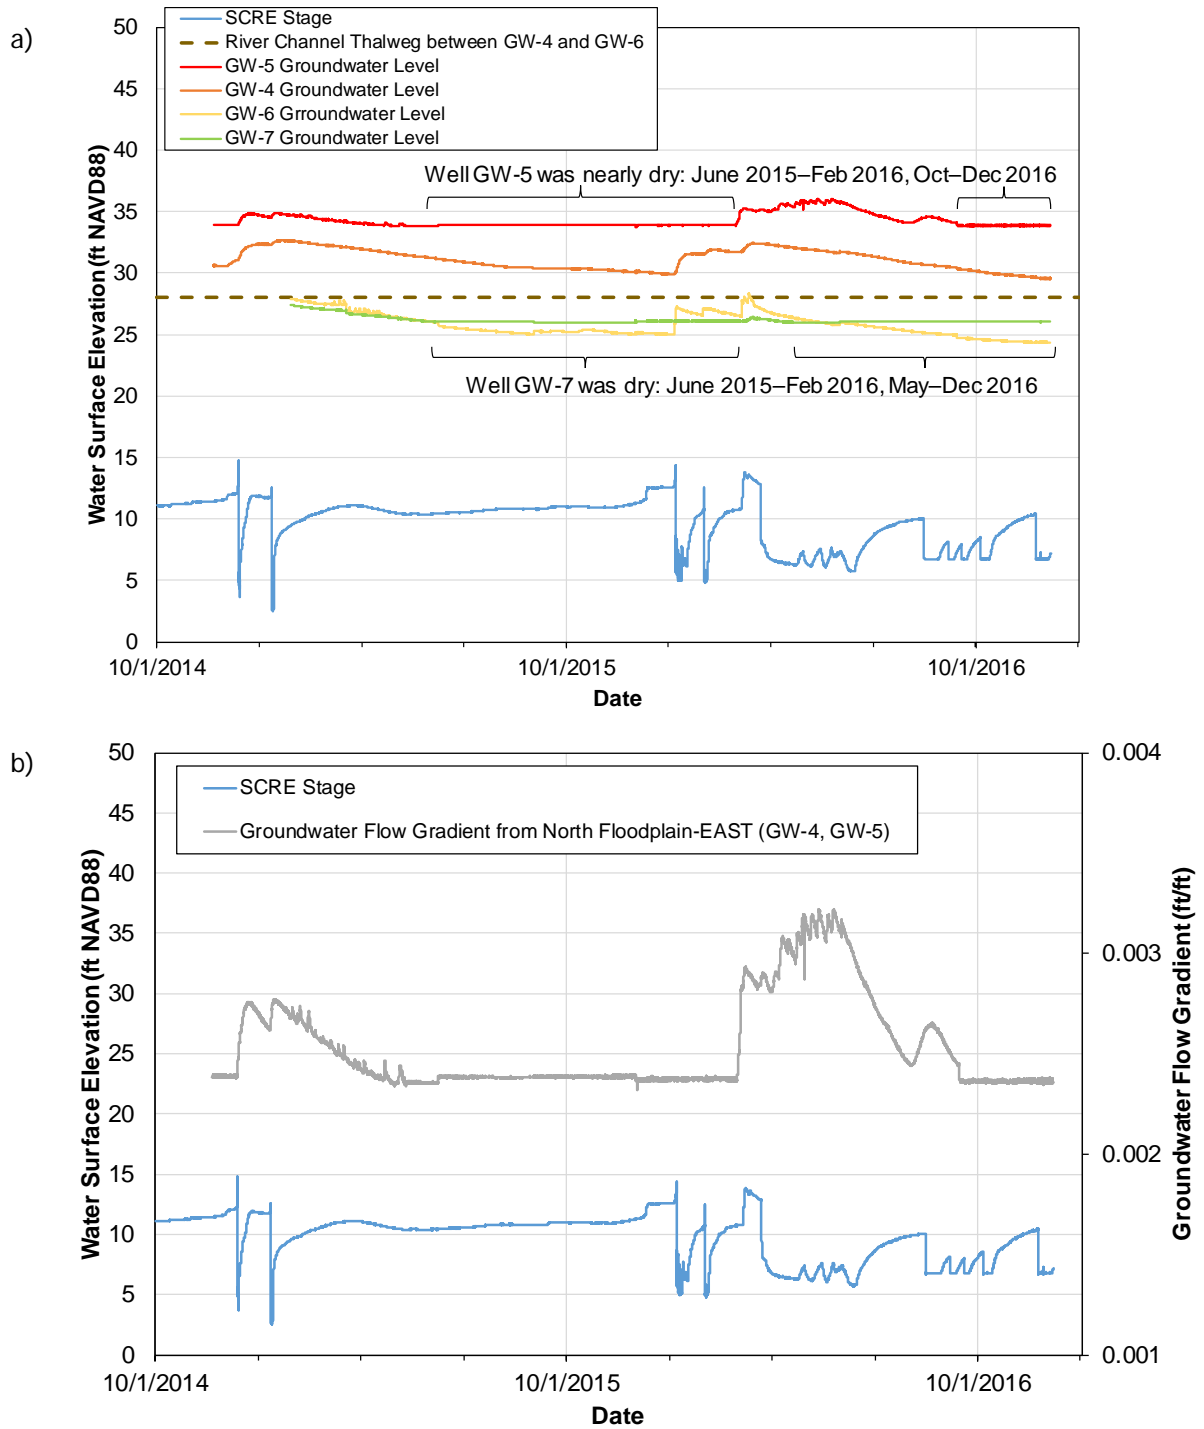 a)
50
45
40
35
30
25
20
15
10
5
0
Water Surface Elevation (ft NAVD88)
SCRE Stage
River Channel Thalweg between GW-4 and GW-6
GW-5 Groundwater Level
GW-4 Groundwater Level
GW-6 Grroundwater Level
GW-7 Groundwater Level
Well GW-5 was nearly dry: June 2015–Feb 2016, Oct–Dec 2016
Well GW-7 was dry: June 2015–Feb 2016, May–Dec 2016
10/1/2014
10/1/2015
10/1/2016
Date
b)
50
45
40
35
30
25
20
15
10
5
0
Water Surface Elevation (ft NAVD88)
SCRE Stage
Groundwater Flow Gradient from North Floodplain-EAST (GW-4, GW-5)
0.004
0.003
0.002
0.001
Groundwater Flow Gradient (ft/ft)
10/1/2014
10/1/2015
10/1/2016
Date